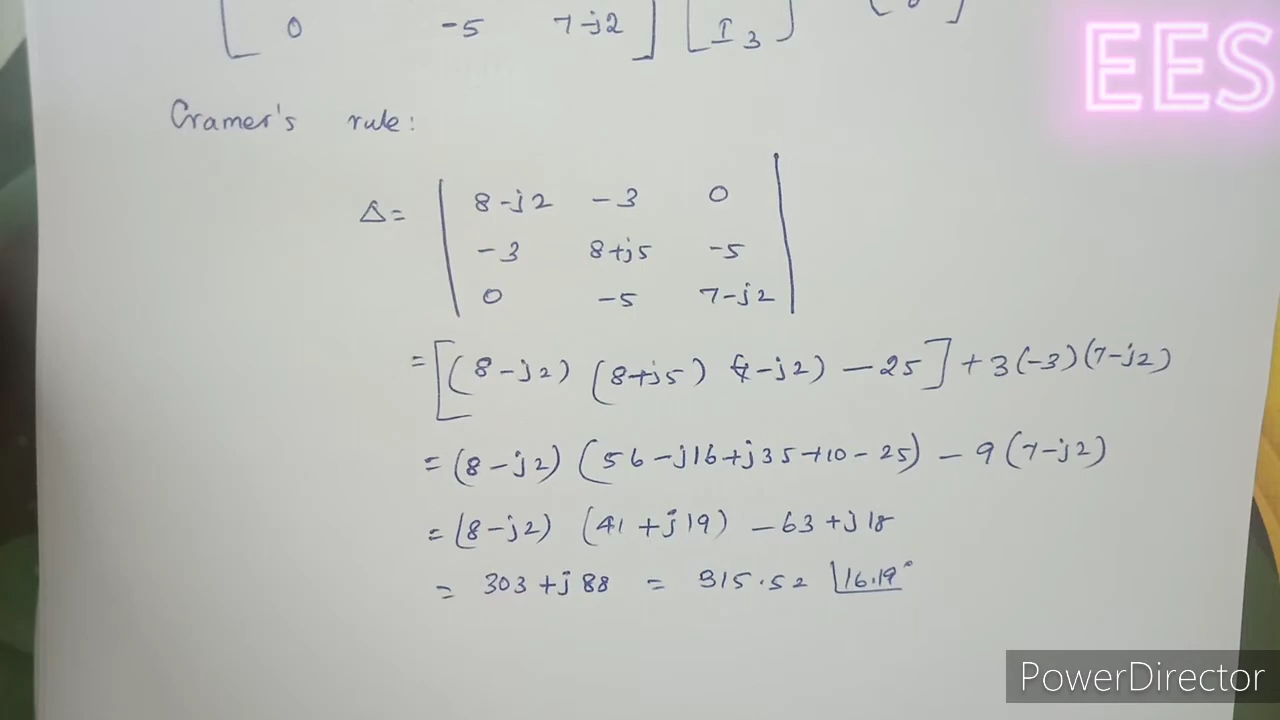 0 -5 7-j2 I3 0
EES
Cramer's rule:
Δ= 8-j2 -3 0
-3 8+j5 -5
0 -5 7-j2
= [(8-j2) (8+j5) (7-j2) - 25] + 3(-3)(7-j2)
= (8-j2) (56-j16+j35+10-25) - 9 (7-j2)
= (8-j2) (41+j19) - 63 + j18
= 303 + j88 = 315.52 ∠16.19°
PowerDirector